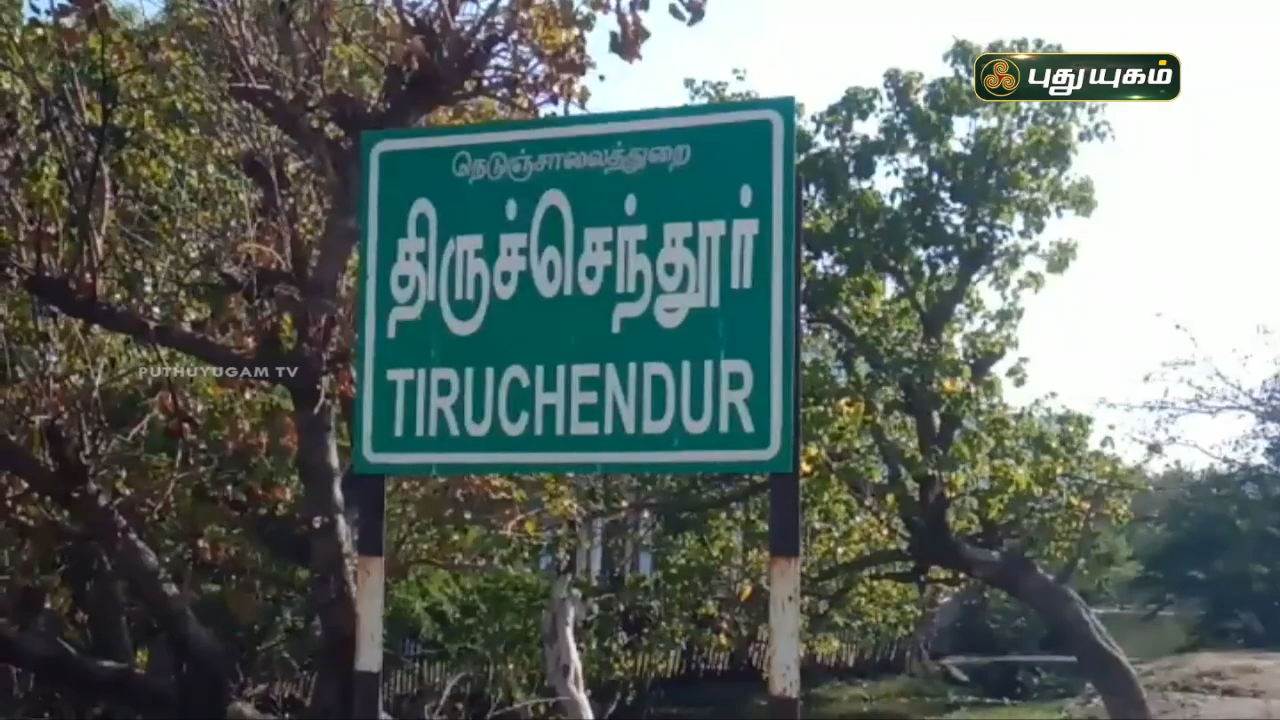 புதுயுகம்
நெடுஞ்சாலைத்துறை
திருச்செந்தூர்
PUTHUYUGAM TV
TIRUCHENDUR